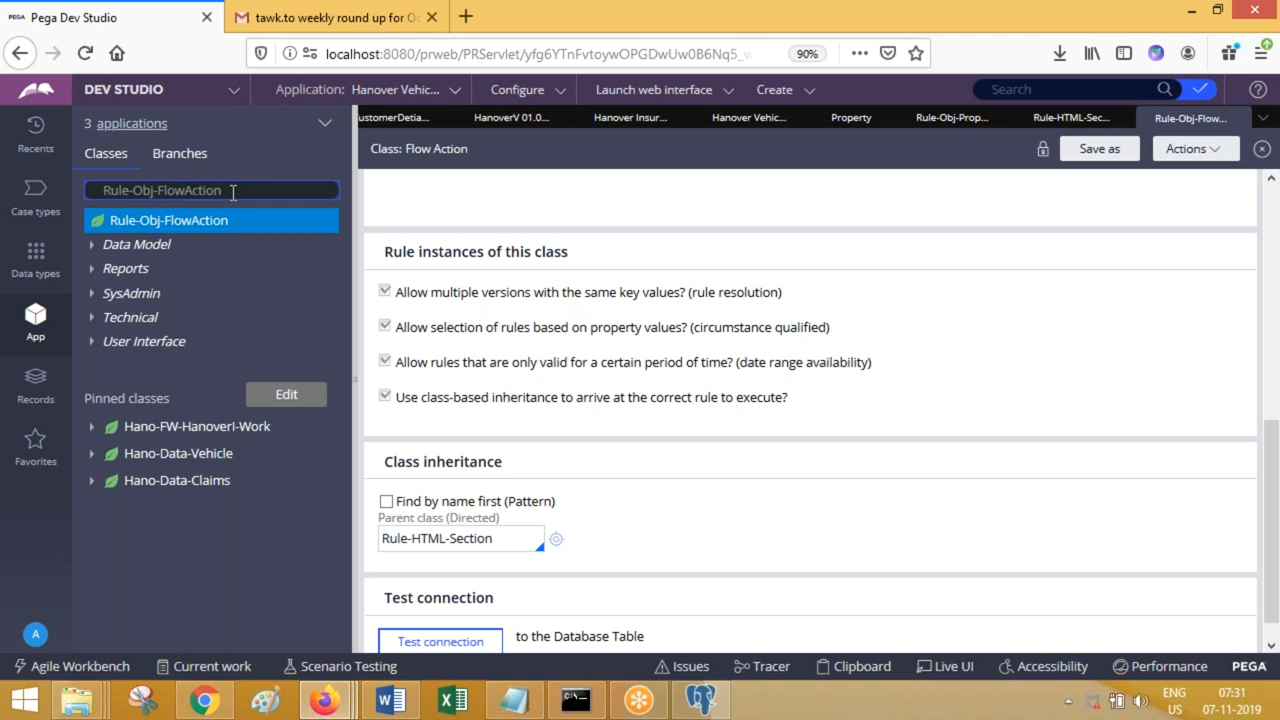 PEGA Pega Dev Studio
tawk.to weekly round up for Oc
localhost:8080/prweb/PRServlet/yfg6YTnFvtoywOPGDwUw0B6Nq5_w
90%
DEV STUDIO
Application: Hanover Vehic...
Configure
Launch web interface
Create
Search
Recents
Case types
Data types
App
Records
Favorites
A
3 applications
Classes
Branches
Rule-Obj-FlowAction
Rule-Obj-FlowAction
Data Model
Reports
SysAdmin
Technical
User Interface
Pinned classes
Edit
Hano-FW-HanoverI-Work
Hano-Data-Vehicle
Hano-Data-Claims
ustomerDetia...
HanoverV 01.0...
Hanover Insur...
Hanover Vehic...
Property
Rule-Obj-Prop...
Rule-HTML-Sec...
Rule-Obj-Flow...
Class: Flow Action
Save as
Actions
Rule instances of this class
Allow multiple versions with the same key values? (rule resolution)
Allow selection of rules based on property values? (circumstance qualified)
Allow rules that are only valid for a certain period of time? (date range availability)
Use class-based inheritance to arrive at the correct rule to execute?
Class inheritance
Find by name first (Pattern)
Parent class (Directed)
Rule-HTML-Section
Test connection
Test connection
to the Database Table
Agile Workbench
Current work
Scenario Testing
Issues
Tracer
Clipboard
Live UI
Accessibility
Performance
PEGA
ENG
US
07:31
07-11-2019